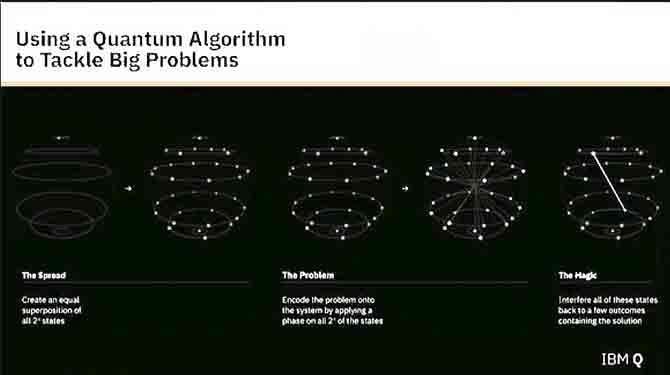 Using a Quantum Algorithm
to Tackle Big Problems
The Spread
The Problem
The Magic
Create an equal
superposition of
all 2ⁿ states
Encode the problem onto
the system by applying a
phase on all 2ⁿ of the states
Interfere all of these states
back to a few outcomes
containing the solution
IBM Q